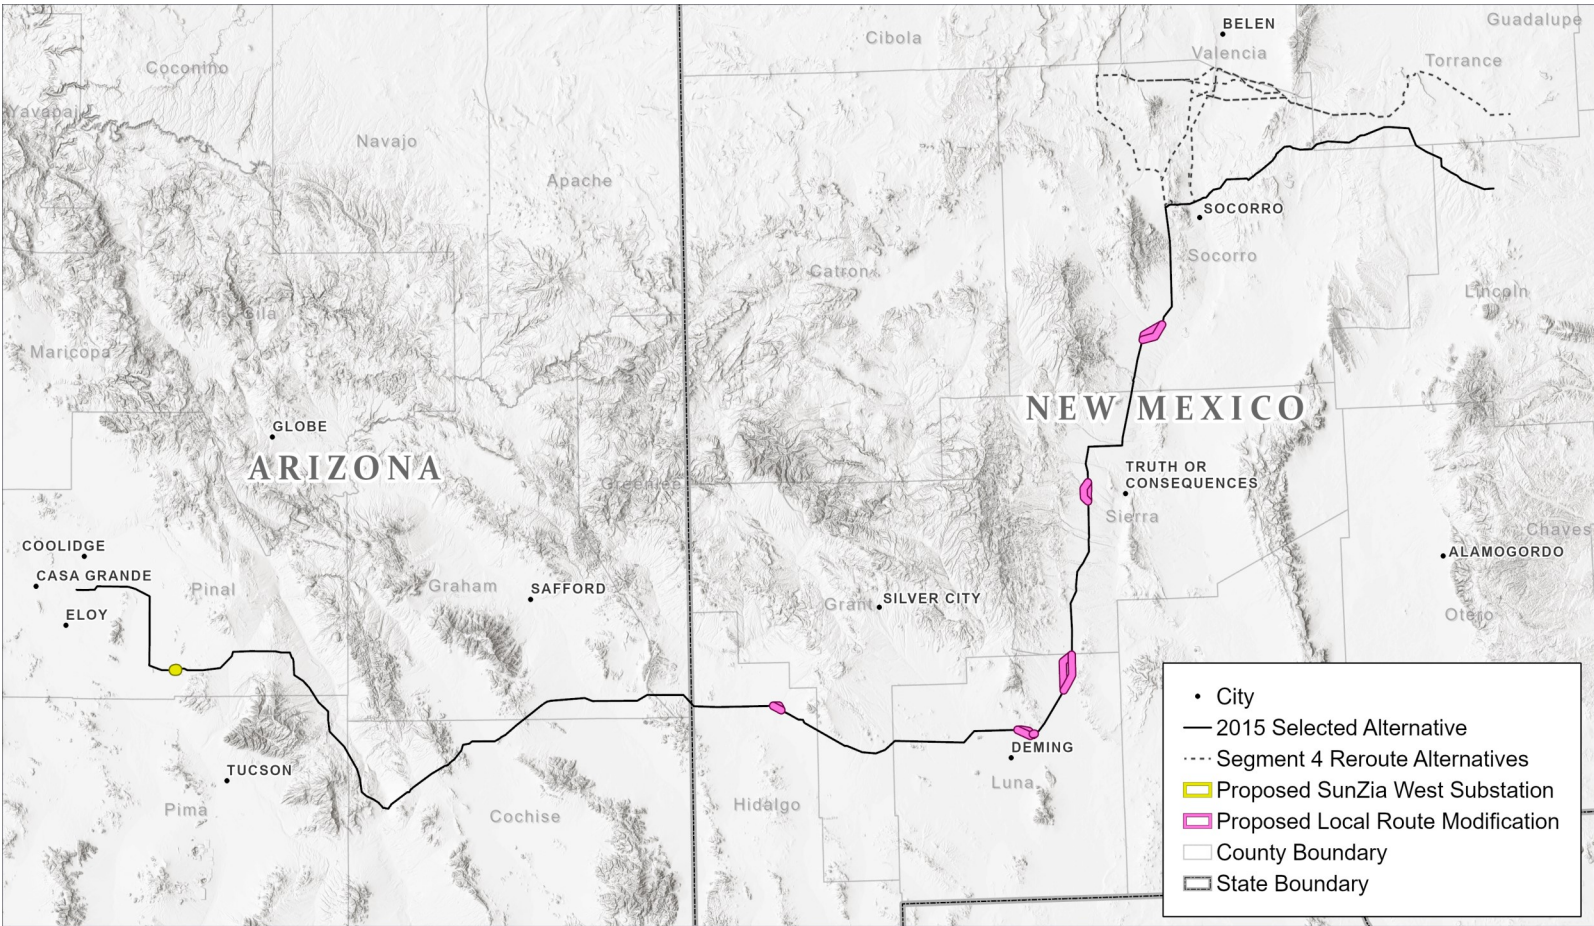 BELEN
Guadalupe
Cibola
Valencia
Torrance
Coconino
Yavapai
Navajo
Apache
SOCORRO
Socorro
Catron
Lincoln
Gila
Maricopa
NEW MEXICO
GLOBE
ARIZONA
TRUTH OR
CONSEQUENCES
Greenlee
Sierra
Chaves
COOLIDGE
ALAMOGORDO
CASA GRANDE
Pinal
Graham
SAFFORD
SILVER CITY
Grant
ELOY
Otero
DEMING
TUCSON
Luna
Pima
Cochise
Hidalgo
City
2015 Selected Alternative
Segment 4 Reroute Alternatives
Proposed SunZia West Substation
Proposed Local Route Modification
County Boundary
State Boundary